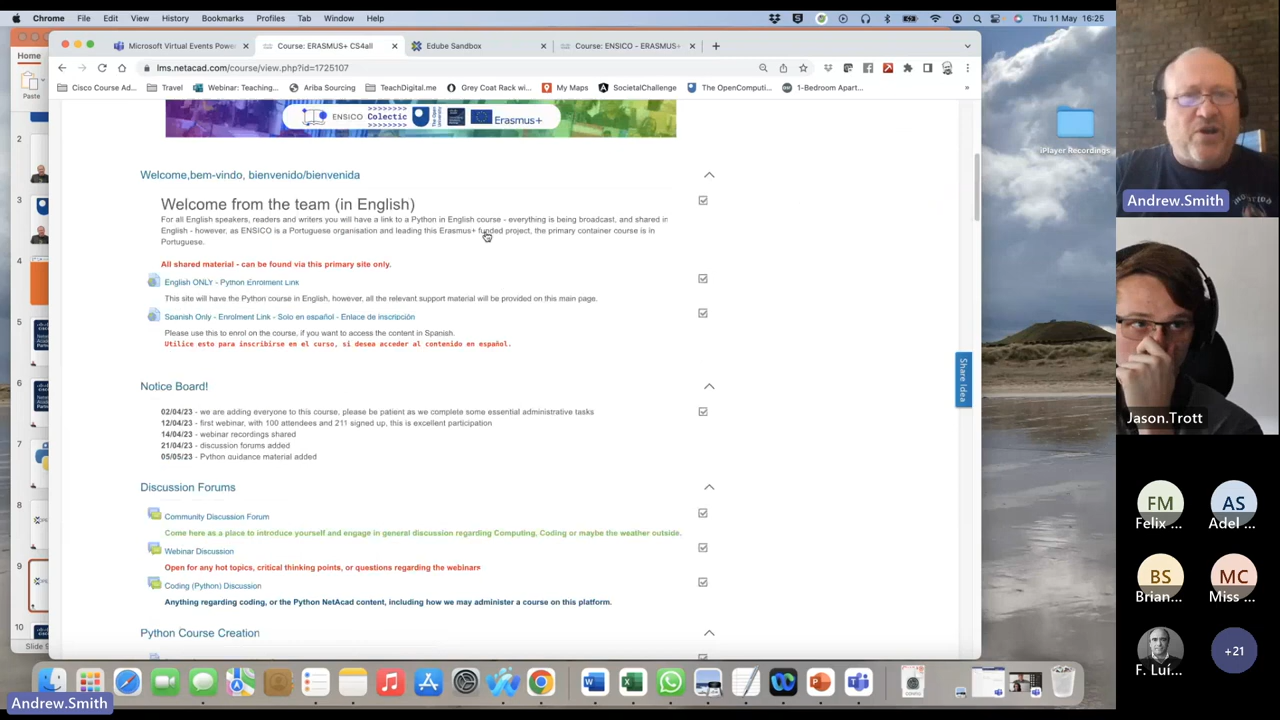 Chrome File Edit View History Bookmarks Profiles Tab Window Help Thu 11 May 16:25
Microsoft Virtual Events Powe
Course: ERASMUS+ CS4all
Edube Sandbox
Course: ENSICO - ERASMUS+
lms.netacad.com/course/view.php?id=1725107
Cisco Course Ad... Travel Webinar: Teaching... Ariba Sourcing TeachDigital.me Grey Coat Rack wi... My Maps SocietalChallenge The OpenComputi... 1-Bedroom Apart...
Home
Paste
2
3
4
5
6
7
8
9
10
Slide 9
ENSICO
>>>>>>>>
Colectic
>>>>>>>>
Erasmus+
Welcome,bem-vindo, bienvenido/bienvenida
Welcome from the team (in English)
For all English speakers, readers and writers you will have a link to a Python in English course - everything is being broadcast, and shared in
English - however, as ENSICO is a Portuguese organisation and leading this Erasmus+ funded project, the primary container course is in
Portuguese.
All shared material - can be found via this primary site only.
English ONLY - Python Enrolment Link
This site will have the Python course in English, however, all the relevant support material will be provided on this main page.
Spanish Only - Enrolment Link - Solo en español - Enlace de inscripción
Please use this to enrol on the course, if you want to access the content in Spanish.
Utilice esto para inscribirse en el curso, si desea acceder al contenido en español.
Notice Board!
02/04/23 - we are adding everyone to this course, please be patient as we complete some essential administrative tasks
12/04/23 - first webinar, with 100 attendees and 211 signed up, this is excellent participation
14/04/23 - webinar recordings shared
21/04/23 - discussion forums added
05/05/23 - Python guidance material added
Discussion Forums
Community Discussion Forum
Come here as a place to introduce yourself and engage in general discussion regarding Computing, Coding or maybe the weather outside.
Webinar Discussion
Open for any hot topics, critical thinking points, or questions regarding the webinars
Coding (Python) Discussion
Anything regarding coding, or the Python NetAcad content, including how we may administer a course on this platform.
Python Course Creation
Share Idea
iPlayer Recordings
Andrew.Smith
Jason.Trott
FM
Felix ...
AS
Adel ...
BS
Brian...
MC
Miss ...
F. Luí...
+21
Andrew.Smith